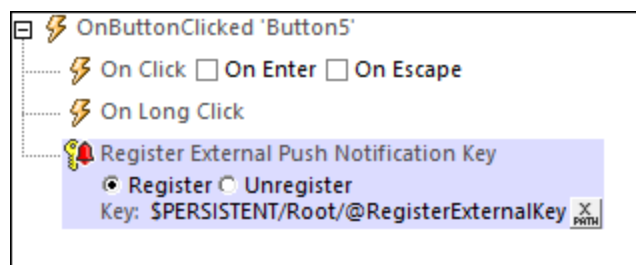 OnButtonClicked 'Button5'
On Click On Enter On Escape
On Long Click
Register External Push Notification Key
Register Unregister
Key: $PERSISTENT/Root/@RegisterExternalKey X PATH